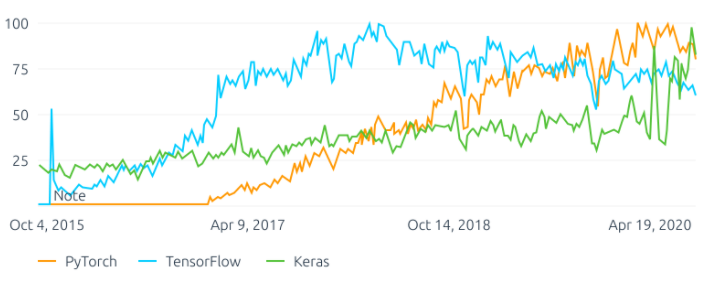 100
75
50
25
Note
Oct 4, 2015 Apr 9, 2017 Oct 14, 2018 Apr 19, 2020
PyTorch TensorFlow Keras